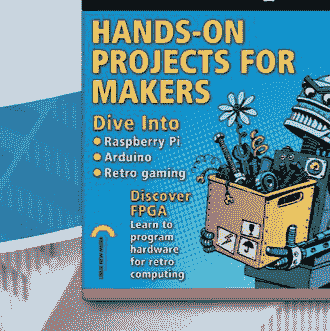 HANDS-ON
PROJECTS FOR
MAKERS
Dive Into
Raspberry Pi
Arduino
Retro gaming
Discover
FPGA
Learn to
program
hardware
for retro
computing